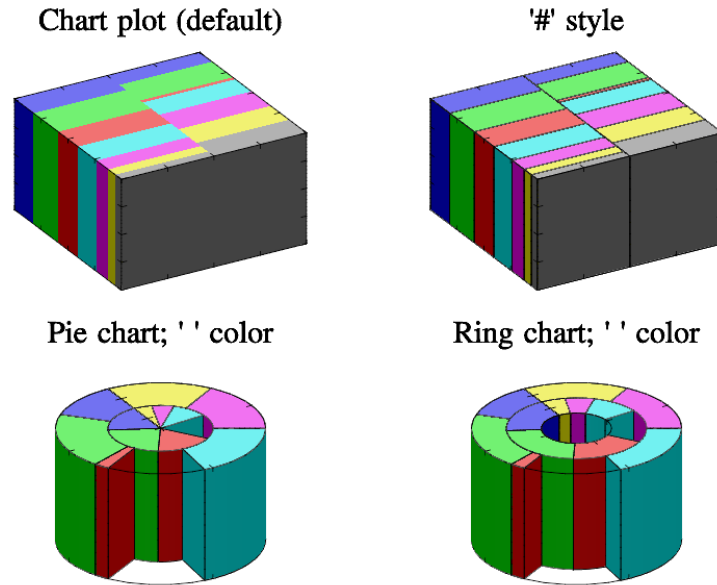 Chart plot (default)
'#' style
Pie chart; ' ' color
Ring chart; ' ' color